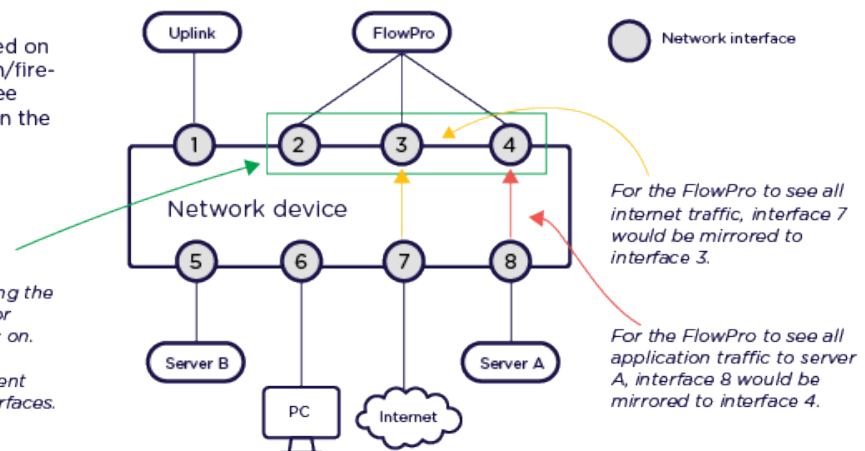 ed on
n/fire-
ee
n the
Uplink
FlowPro
Network interface
1
2
3
4
Network device
5
6
7
8
For the FlowPro to see all
internet traffic, interface 7
would be mirrored to
interface 3.
ng the
or
on.
ent
rfaces.
Server B
PC
Internet
Server A
For the FlowPro to see all
application traffic to server
A, interface 8 would be
mirrored to interface 4.